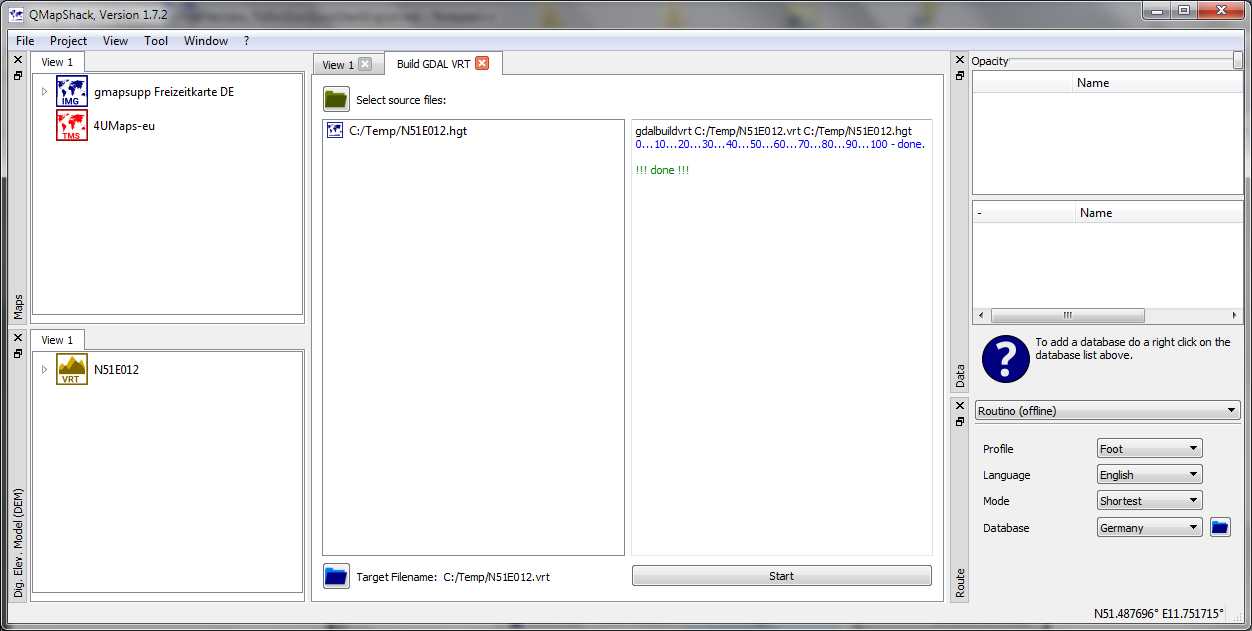 QMapShack, Version 1.7.2
File Project View Tool Window ?
View 1
IMG
gmapsupp Freizeitkarte DE
TMS
4UMaps-eu
Maps
View 1
VRT
N51E012
Dig. Elev. Model (DEM)
View 1
Build GDAL VRT
Select source files:
C:/Temp/N51E012.hgt
gdalbuildvrt C:/Temp/N51E012.vrt C:/Temp/N51E012.hgt
0...10...20...30...40...50...60...70...80...90...100 - done.
!!! done !!!
Target Filename: C:/Temp/N51E012.vrt
Start
Opacity
Name
- Name
To add a database do a right click on the
database list above.
Data
Routino (offline)
Profile Foot
Language English
Mode Shortest
Database Germany
Route
N51.487696° E11.751715°